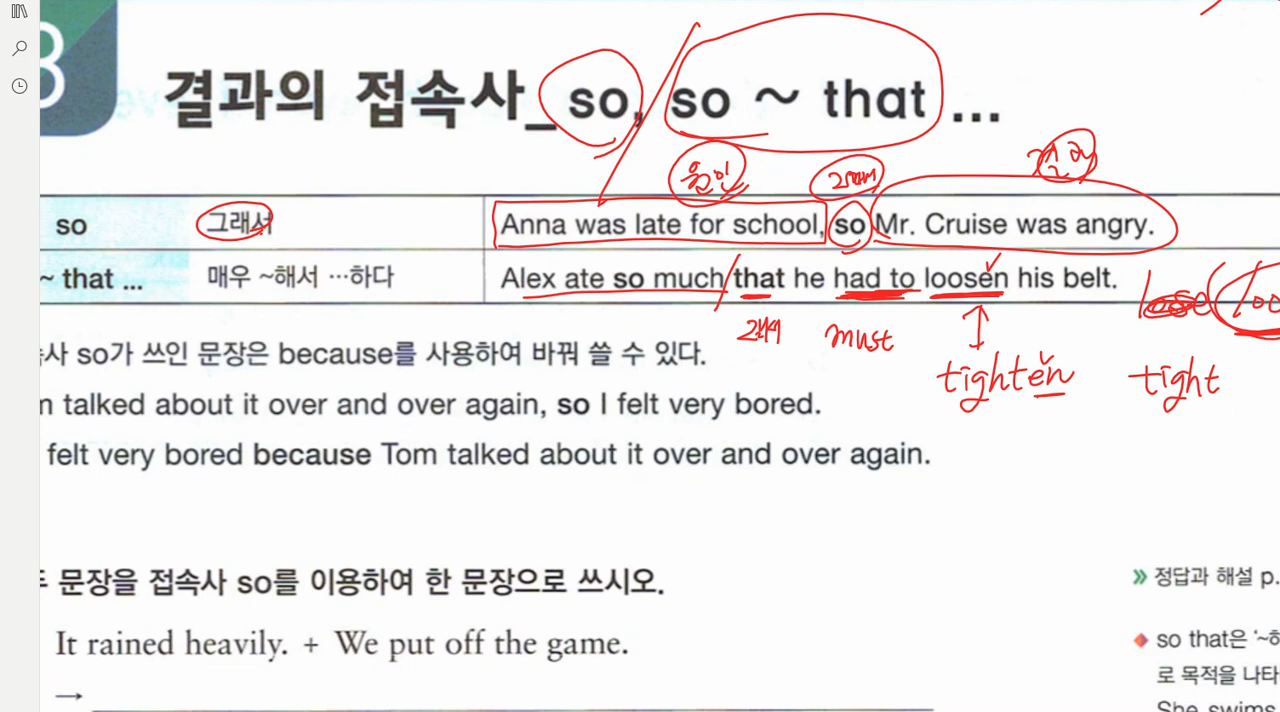 8
결과의 접속사_so, so ~ that ...
원인
그래서
결과
so 그래서 Anna was late for school, so Mr. Cruise was angry.
~ that ... 매우 ~해서 …하다 Alex ate so much that he had to loosen his belt.
그래서 must
tighten tight
사 so가 쓰인 문장은 because를 사용하여 바꿔 쓸 수 있다.
talked about it over and over again, so I felt very bored.
felt very bored because Tom talked about it over and over again.
문장을 접속사 so를 이용하여 한 문장으로 쓰시오.
» 정답과 해설 p.
It rained heavily. + We put off the game.
→
so that은 '~하
로 목적을 나타
She swims